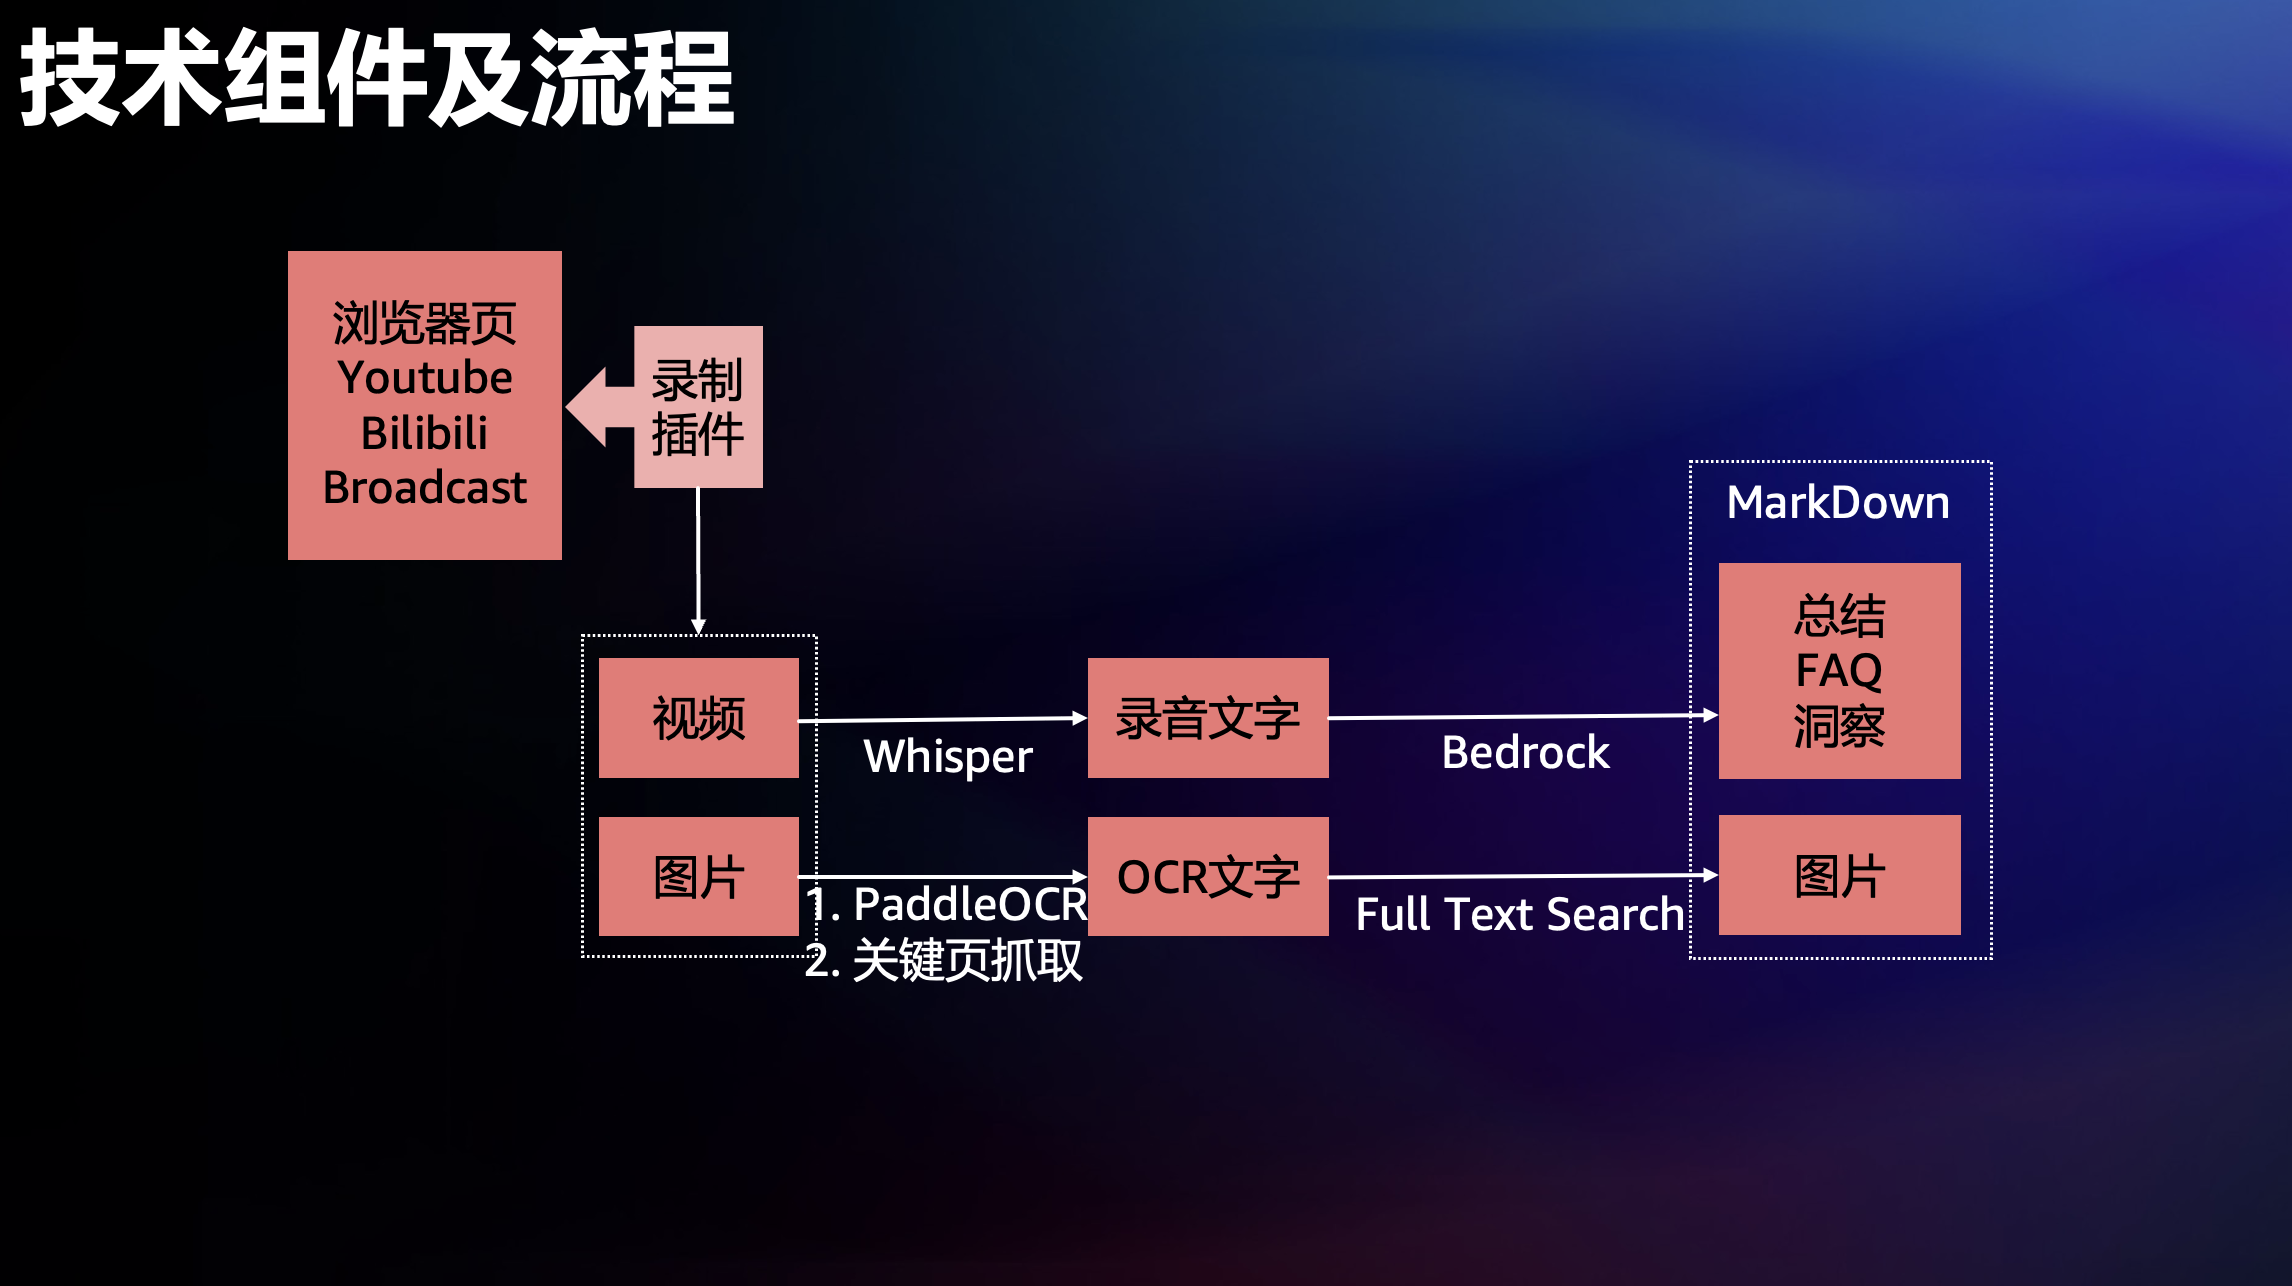 技术组件及流程
浏览器页
Youtube
Bilibili
Broadcast
录制
插件
MarkDown
视频
Whisper
录音文字
Bedrock
总结
FAQ
洞察
图片
1. PaddleOCR
2. 关键页抓取
OCR文字
Full Text Search
图片